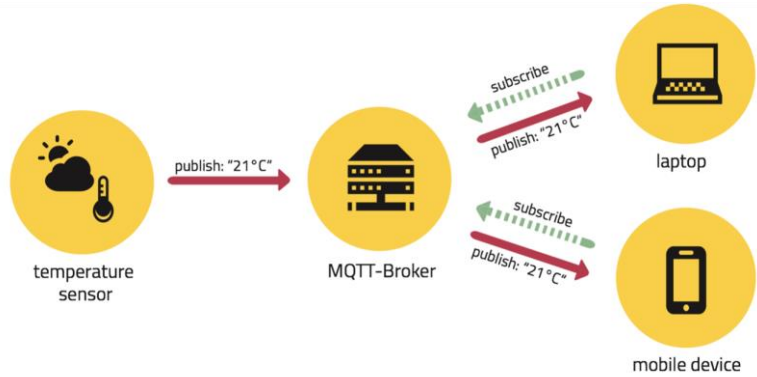 publish: "21°C"
temperature
sensor
MQTT-Broker
subscribe
publish: "21°C"
laptop
subscribe
publish: "21°C"
mobile device